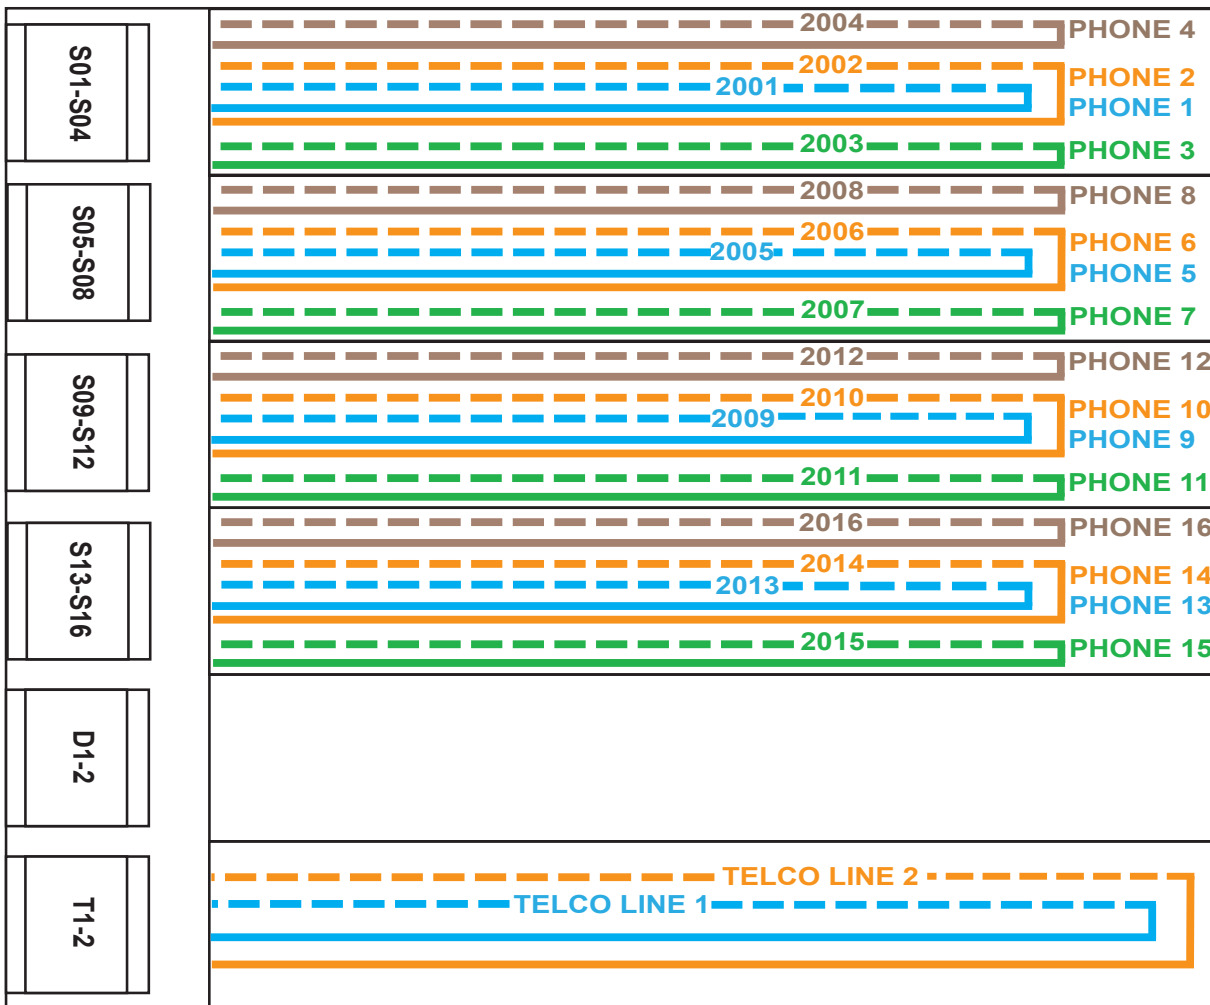 S01-S04
2004 PHONE 4
2002 PHONE 2
2001 PHONE 1
2003 PHONE 3
S05-S08
2008 PHONE 8
2006 PHONE 6
2005 PHONE 5
2007 PHONE 7
S09-S12
2012 PHONE 12
2010 PHONE 10
2009 PHONE 9
2011 PHONE 11
S13-S16
2016 PHONE 16
2014 PHONE 14
2013 PHONE 13
2015 PHONE 15
D1-2
T1-2
TELCO LINE 2
TELCO LINE 1